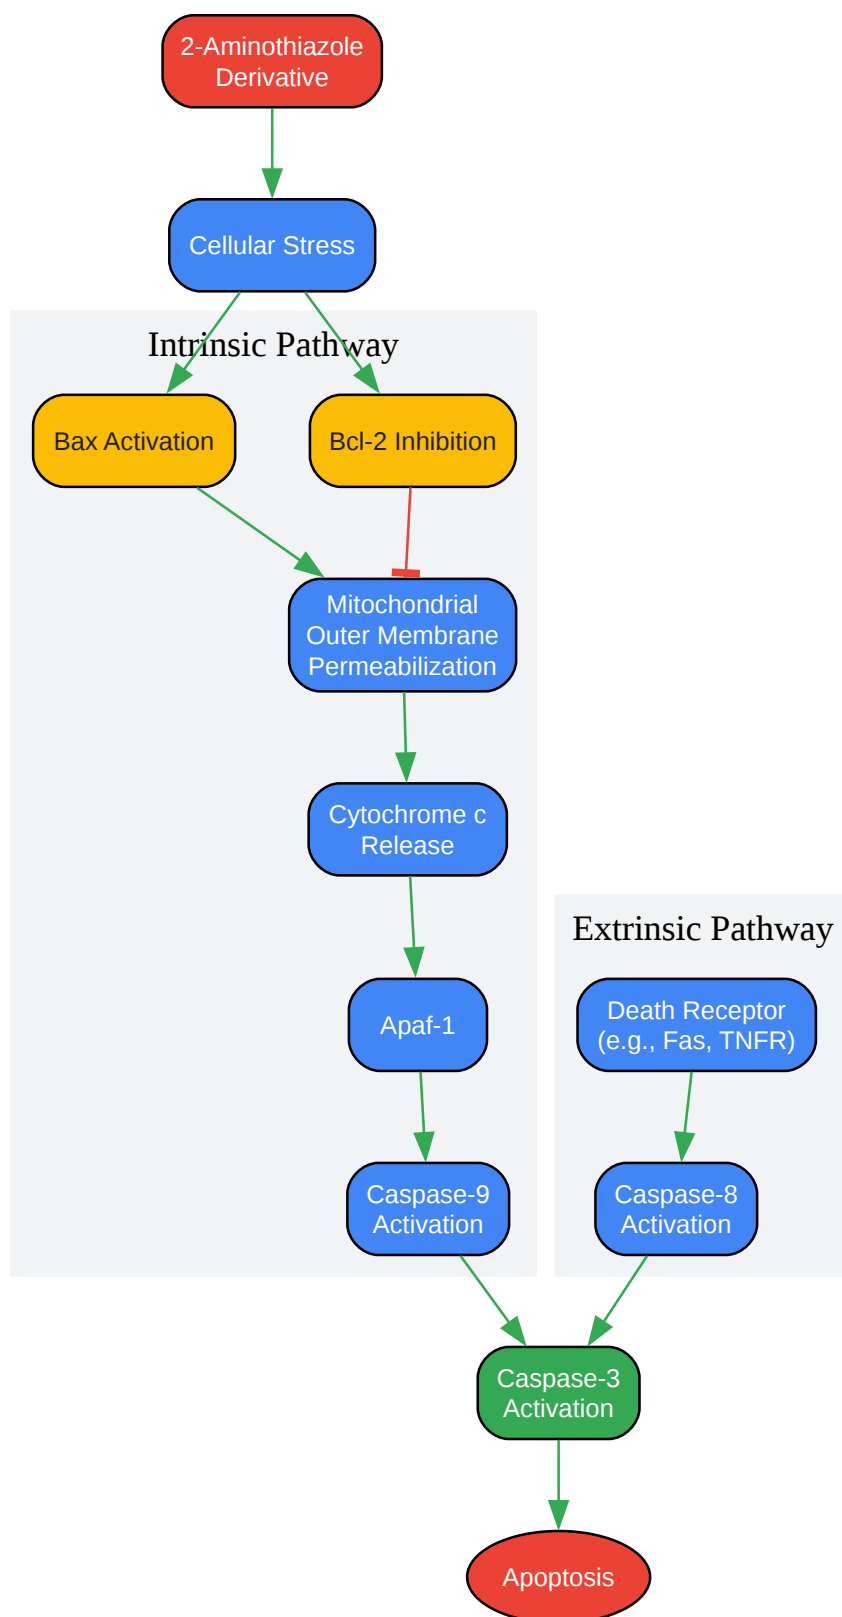 2-Aminothiazole
Derivative
Cellular Stress
Intrinsic Pathway
Bax Activation
Bcl-2 Inhibition
Mitochondrial
Outer Membrane
Permeabilization
Cytochrome c
Release
Apaf-1
Caspase-9
Activation
Extrinsic Pathway
Death Receptor
(e.g., Fas, TNFR)
Caspase-8
Activation
Caspase-3
Activation
Apoptosis